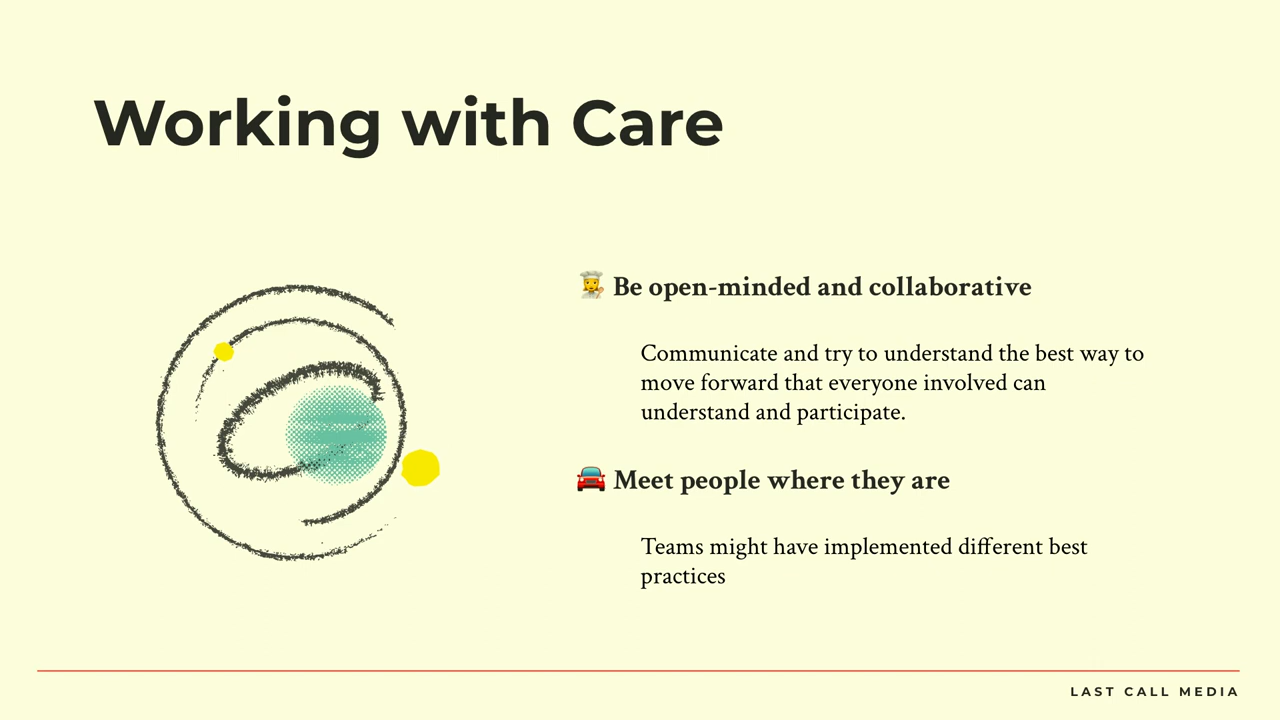 Working with Care
🧑‍🍳 Be open-minded and collaborative
Communicate and try to understand the best way to
move forward that everyone involved can
understand and participate.
🚘 Meet people where they are
Teams might have implemented different best
practices
LAST CALL MEDIA